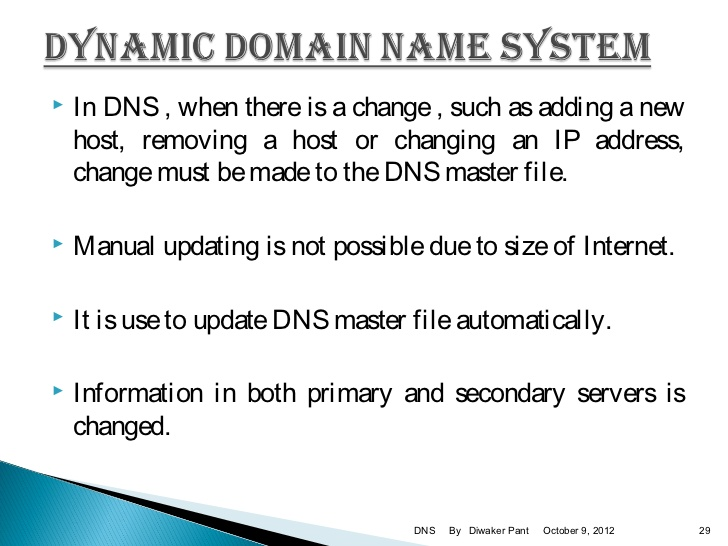 DYNAMIC DOMAIN NAME SYSTEM
In DNS , when there is a change , such as adding a new
host, removing a host or changing an IP address,
change must be made to the DNS master file.
Manual updating is not possible due to size of Internet.
It is use to update DNS master file automatically.
Information in both primary and secondary servers is
changed.
DNS By Diwaker Pant October 9, 2012 29